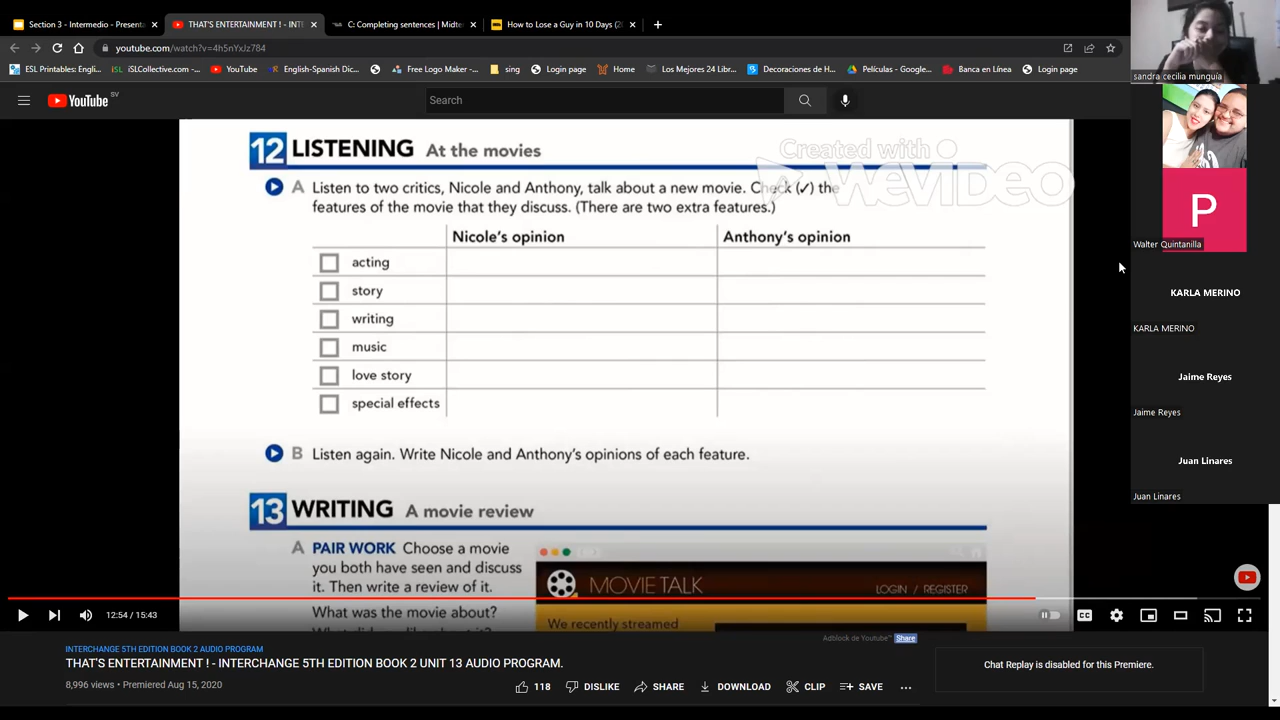 Section 3 - Intermedio - Presenta
THAT'S ENTERTAINMENT ! - INTE
C: Completing sentences | Midter
How to Lose a Guy in 10 Days (2
youtube.com/watch?v=4h5nYxJz784
ESL Printables: Engli...
iSLCollective.com -...
YouTube
English-Spanish Dic...
Free Logo Maker -...
sing
Login page
Home
Los Mejores 24 Libr...
Decoraciones de H...
Películas - Google...
Banca en Línea
Login page
YouTube SV
Search
Created with
WEVIDEO
12 LISTENING At the movies
A Listen to two critics, Nicole and Anthony, talk about a new movie. Check (✓) the
features of the movie that they discuss. (There are two extra features.)
Nicole's opinion Anthony's opinion
acting
story
writing
music
love story
special effects
B Listen again. Write Nicole and Anthony's opinions of each feature.
13 WRITING A movie review
A PAIR WORK Choose a movie
you both have seen and discuss
it. Then write a review of it.
What was the movie about?
MOVIE TALK
LOGIN / REGISTER
We recently streamed
12:54 / 15:43
CC
Adblock de Youtube™ Share
INTERCHANGE 5TH EDITION BOOK 2 AUDIO PROGRAM
THAT'S ENTERTAINMENT ! - INTERCHANGE 5TH EDITION BOOK 2 UNIT 13 AUDIO PROGRAM.
8,996 views • Premiered Aug 15, 2020
118 DISLIKE SHARE DOWNLOAD CLIP SAVE
Chat Replay is disabled for this Premiere.
sandra cecilia munguía
P
Walter Quintanilla
KARLA MERINO
KARLA MERINO
Jaime Reyes
Jaime Reyes
Juan Linares
Juan Linares